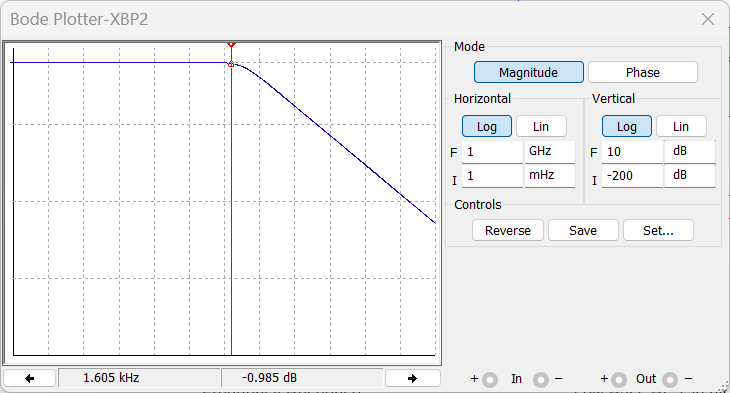 Bode Plotter-XBP2
Mode
Magnitude Phase
Horizontal Vertical
Log Lin Log Lin
F 1 GHz F 10 dB
I 1 mHz I -200 dB
Controls
Reverse Save Set...
1.605 kHz -0.985 dB
+ In − + Out −